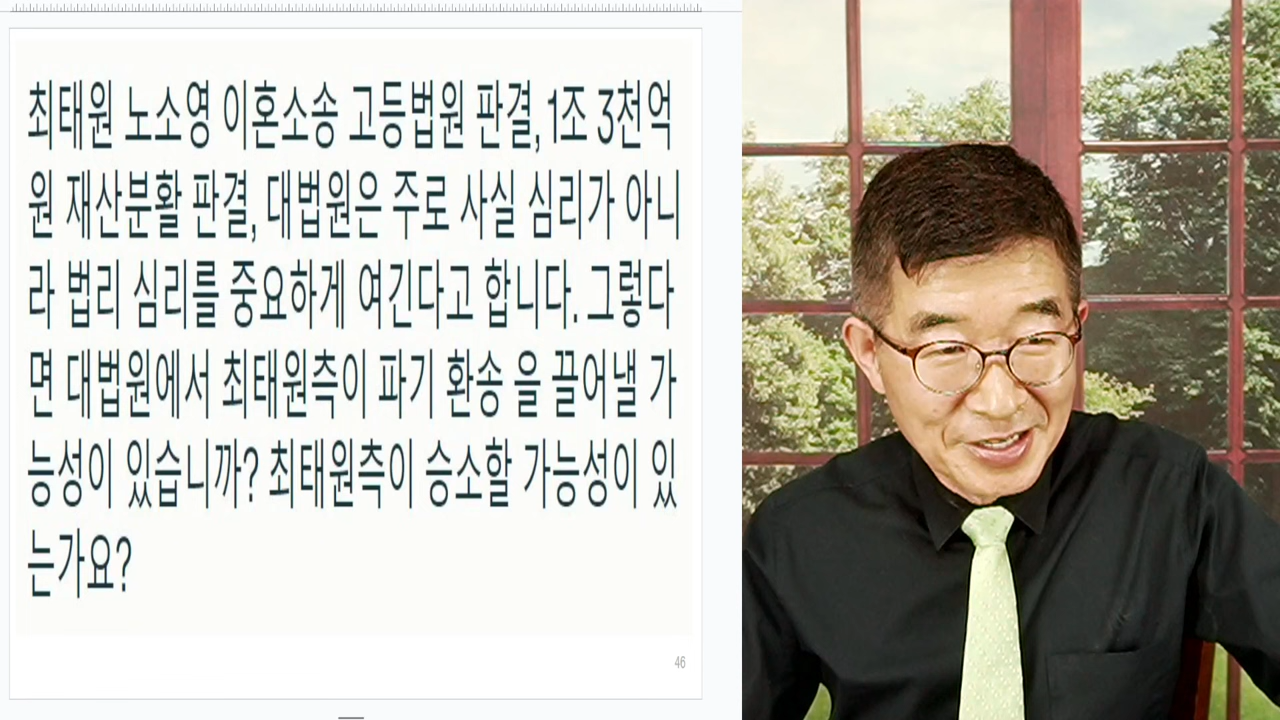 최태원 노소영 이혼소송 고등법원 판결, 1조 3천억
원 재산분활 판결, 대법원은 주로 사실 심리가 아니
라 법리 심리를 중요하게 여긴다고 합니다. 그렇다
면 대법원에서 최태원측이 파기 환송 을 끌어낼 가
능성이 있습니까? 최태원측이 승소할 가능성이 있
는가요?
46